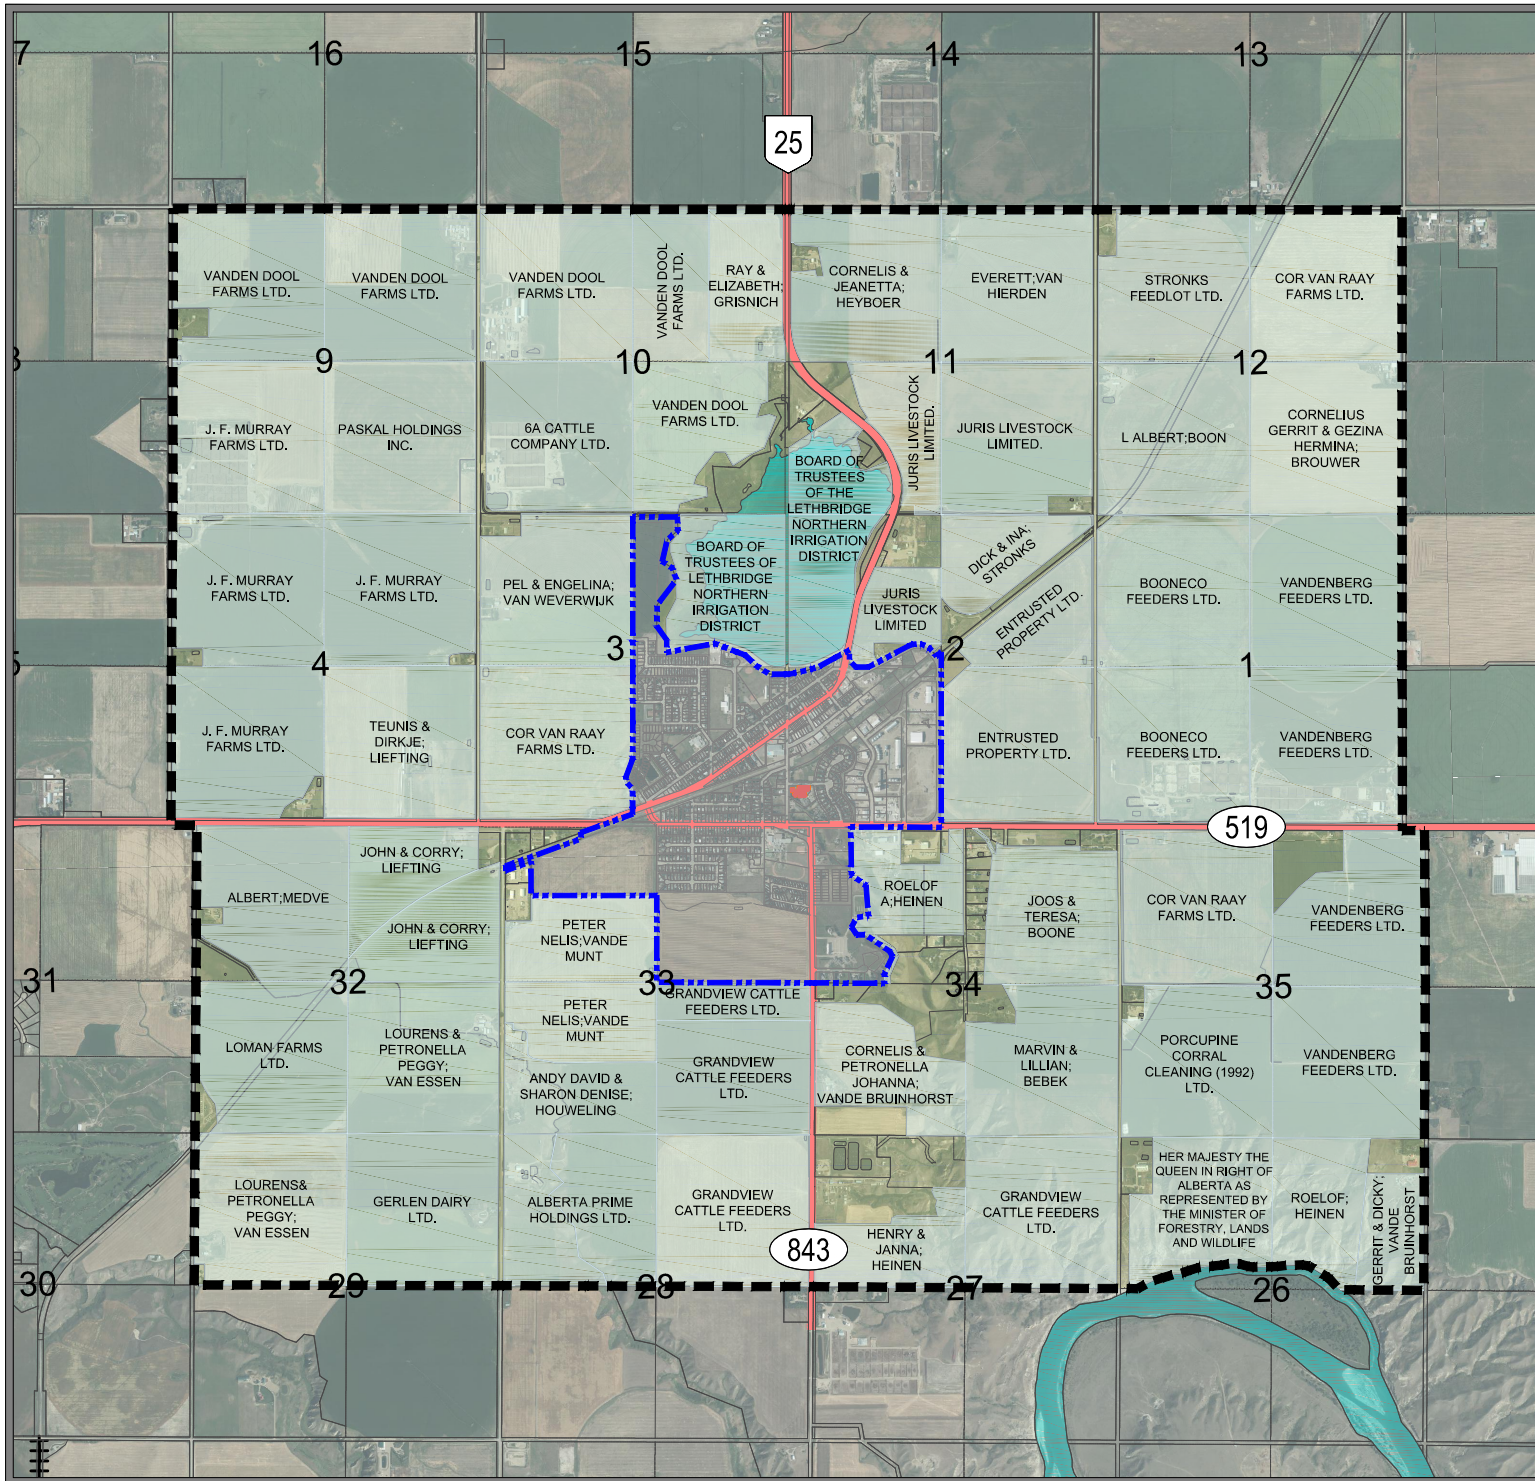 7
16
15
14
13
25
VANDEN DOOL
FARMS LTD.
VANDEN DOOL
FARMS LTD.
VANDEN DOOL
FARMS LTD.
VANDEN DOOL
FARMS LTD.
RAY &
ELIZABETH;
GRISNICH
CORNELIS &
JEANETTA;
HEYBOER
EVERETT;VAN
HIERDEN
STRONKS
FEEDLOT LTD.
COR VAN RAAY
FARMS LTD.
8
9
10
11
12
J. F. MURRAY
FARMS LTD.
PASKAL HOLDINGS
INC.
6A CATTLE
COMPANY LTD.
VANDEN DOOL
FARMS LTD.
JURIS LIVESTOCK
LIMITED.
JURIS LIVESTOCK
LIMITED.
L ALBERT;BOON
CORNELIUS
GERRIT & GEZINA
HERMINA;
BROUWER
BOARD OF
TRUSTEES
OF THE
LETHBRIDGE
NORTHERN
IRRIGATION
DISTRICT
J. F. MURRAY
FARMS LTD.
J. F. MURRAY
FARMS LTD.
PEL & ENGELINA;
VAN WEVERWIJK
BOARD OF
TRUSTEES OF
LETHBRIDGE
NORTHERN
IRRIGATION
DISTRICT
JURIS
LIVESTOCK
LIMITED
DICK & INA;
STRONKS
ENTRUSTED
PROPERTY LTD.
BOONECO
FEEDERS LTD.
VANDENBERG
FEEDERS LTD.
5
4
3
2
1
J. F. MURRAY
FARMS LTD.
TEUNIS &
DIRKJE;
LIEFTING
COR VAN RAAY
FARMS LTD.
ENTRUSTED
PROPERTY LTD.
BOONECO
FEEDERS LTD.
VANDENBERG
FEEDERS LTD.
519
ALBERT;MEDVE
JOHN & CORRY;
LIEFTING
JOHN & CORRY;
LIEFTING
PETER
NELIS;VANDE
MUNT
ROELOF
A;HEINEN
JOOS &
TERESA;
BOONE
COR VAN RAAY
FARMS LTD.
VANDENBERG
FEEDERS LTD.
31
32
33
34
35
LOMAN FARMS
LTD.
LOURENS &
PETRONELLA
PEGGY;
VAN ESSEN
PETER
NELIS;VANDE
MUNT
GRANDVIEW CATTLE
FEEDERS LTD.
ANDY DAVID &
SHARON DENISE;
HOUWELING
GRANDVIEW
CATTLE FEEDERS
LTD.
CORNELIS &
PETRONELLA
JOHANNA;
VANDE BRUINHORST
MARVIN &
LILLIAN;
BEBEK
PORCUPINE
CORRAL
CLEANING (1992)
LTD.
VANDENBERG
FEEDERS LTD.
LOURENS&
PETRONELLA
PEGGY;
VAN ESSEN
GERLEN DAIRY
LTD.
ALBERTA PRIME
HOLDINGS LTD.
GRANDVIEW
CATTLE FEEDERS
LTD.
843
HENRY &
JANNA;
HEINEN
GRANDVIEW
CATTLE FEEDERS
LTD.
HER MAJESTY THE
QUEEN IN RIGHT OF
ALBERTA AS
REPRESENTED BY
THE MINISTER OF
FORESTRY, LANDS
AND WILDLIFE
ROELOF;
HEINEN
GERRIT & DICKY;
VANDE
BRUINHORST
30
29
28
27
26